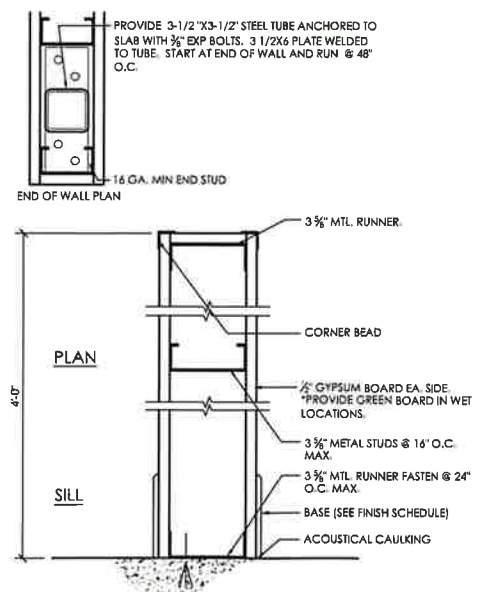 PROVIDE 3-1/2 "X3-1/2" STEEL TUBE ANCHORED TO
SLAB WITH ⅜" EXP BOLTS. 3 1/2X6 PLATE WELDED
TO TUBE. START AT END OF WALL AND RUN @ 48"
O.C.
16 GA. MIN END STUD
END OF WALL PLAN
3 ⅝" MTL. RUNNER
CORNER BEAD
PLAN
4'-0"
½" GYPSUM BOARD EA. SIDE.
*PROVIDE GREEN BOARD IN WET
LOCATIONS.
3 ⅝" METAL STUDS @ 16" O.C.
MAX.
3 ⅝" MTL. RUNNER FASTEN @ 24"
O.C. MAX.
SILL
BASE (SEE FINISH SCHEDULE)
ACOUSTICAL CAULKING